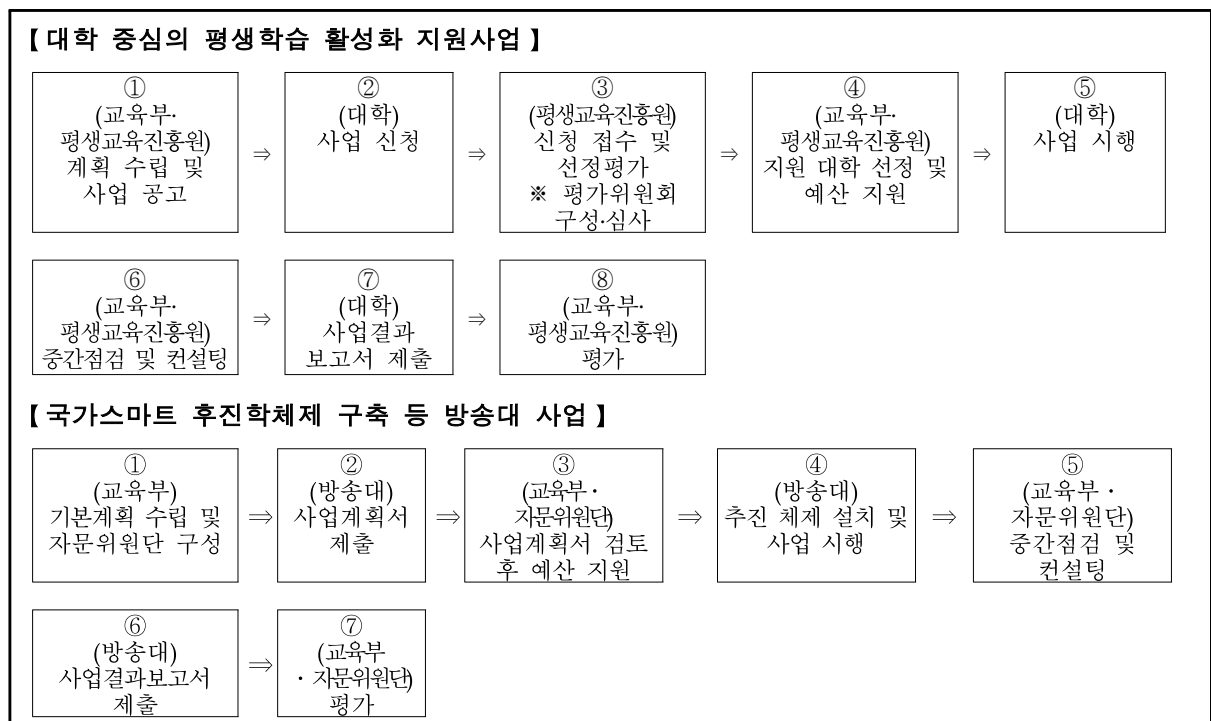 【대학 중심의 평생학습 활성화 지원사업】
①
(교육부·
평생교육진흥원)
계획 수립 및
사업 공고
⇒
②
(대학)
사업 신청
⇒
③
(평생교육진흥원)
신청 접수 및
선정평가
※ 평가위원회
구성·심사
⇒
④
(교육부·
평생교육진흥원)
지원 대학 선정 및
예산 지원
⇒
⑤
(대학)
사업 시행
⑥
(교육부·
평생교육진흥원)
중간점검 및 컨설팅
⇒
⑦
(대학)
사업결과
보고서 제출
⇒
⑧
(교육부·
평생교육진흥원)
평가
【국가스마트 후진학체제 구축 등 방송대 사업】
①
(교육부)
기본계획 수립 및
자문위원단 구성
⇒
②
(방송대)
사업계획서
제출
⇒
③
(교육부·
자문위원단)
사업계획서 검토
후 예산 지원
⇒
④
(방송대)
추진 체제 설치 및
사업 시행
⇒
⑤
(교육부·
자문위원단)
중간점검 및
컨설팅
⑥
(방송대)
사업결과보고서
제출
⇒
⑦
(교육부
·자문위원단)
평가